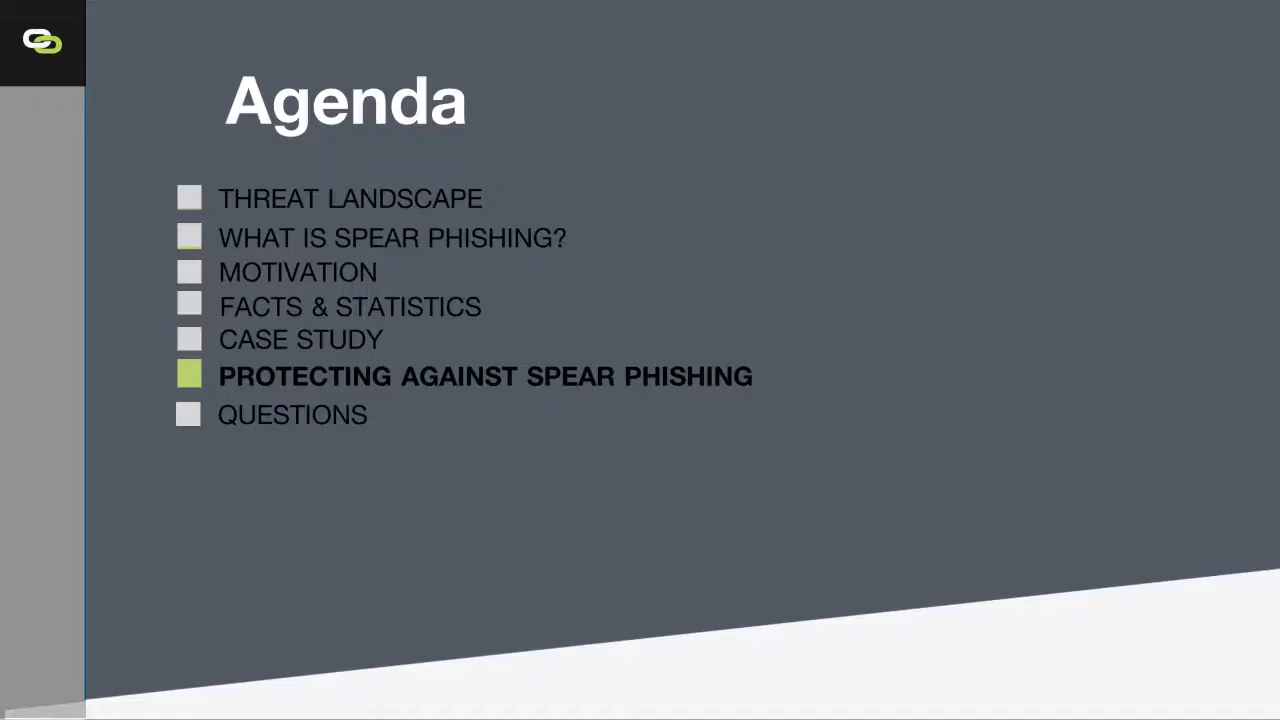 Agenda
THREAT LANDSCAPE
WHAT IS SPEAR PHISHING?
MOTIVATION
FACTS & STATISTICS
CASE STUDY
PROTECTING AGAINST SPEAR PHISHING
QUESTIONS